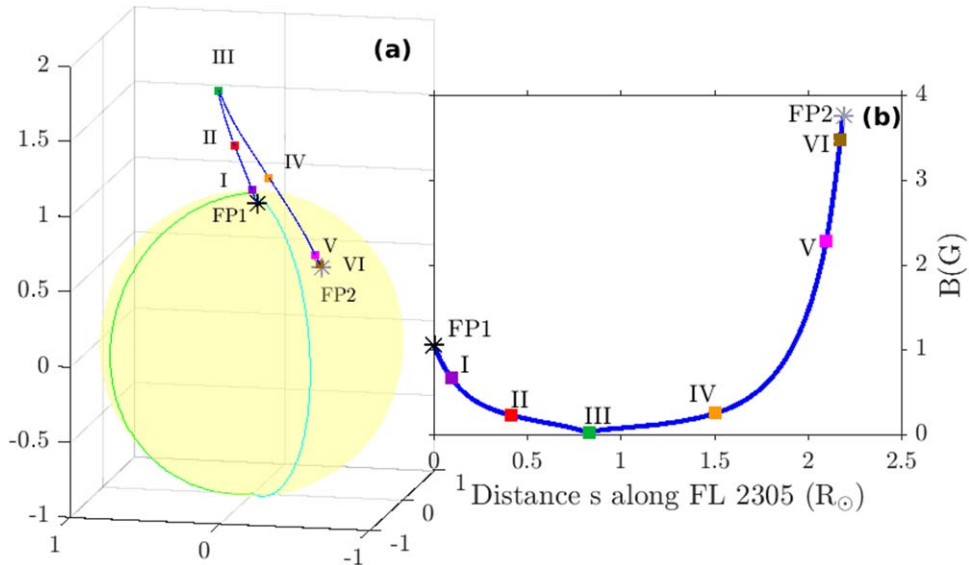 (a)
III
2
II
IV
1.5
I
1
FP1
V
VI
0.5
FP2
0
-0.5
-1
1
0
-1
-1
0
1
(b)
4
FP2
VI
3
V
2
B(G)
FP1
1
I
II
III
IV
0
0
0.5
1
1.5
2
2.5
Distance s along FL 2305 (R☉)